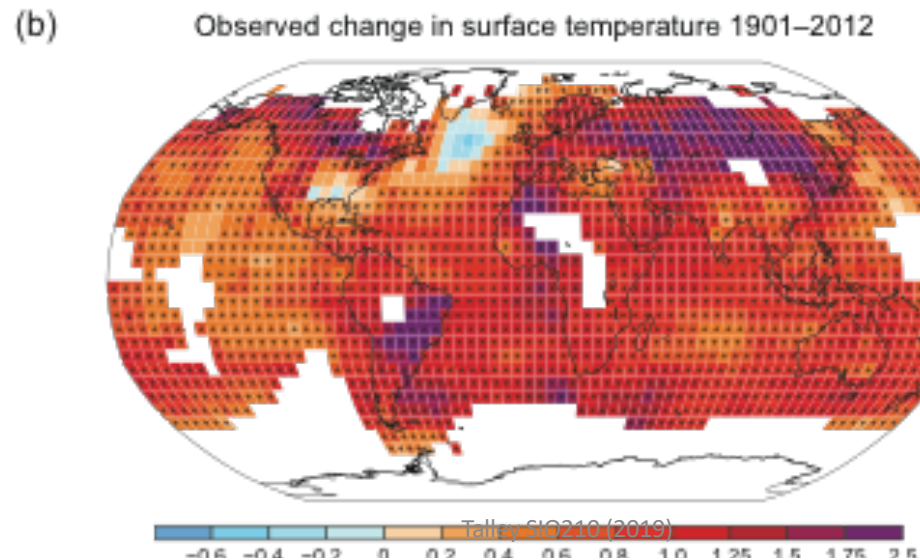 (b) Observed change in surface temperature 1901–2012
Talley SIO210 (2019)
−0.6 −0.4 −0.2 0 0.2 0.4 0.6 0.8 1.0 1.25 1.5 1.75 2.5